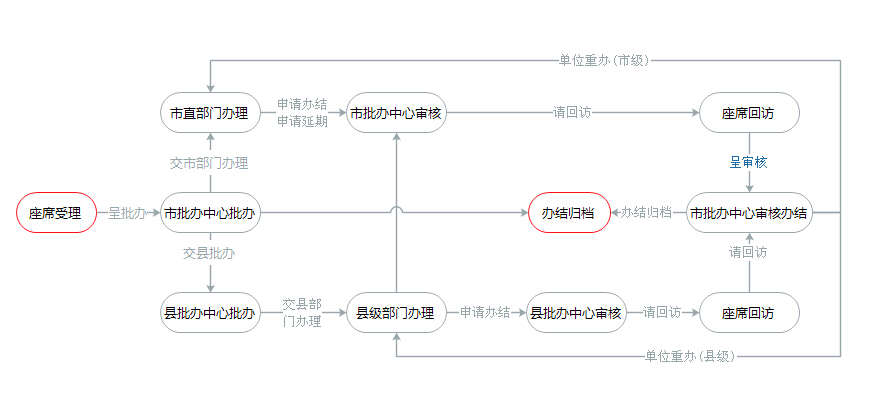 单位重办(市级)
市直部门办理
申请办结
申请延期
市批办中心审核
请回访
座席回访
交市部门办理
呈审核
座席受理
呈批办
市批办中心批办
办结归档
办结归档
市批办中心审核办结
交县批办
请回访
县批办中心批办
交县部
门办理
县级部门办理
申请办结
县批办中心审核
请回访
座席回访
单位重办(县级)